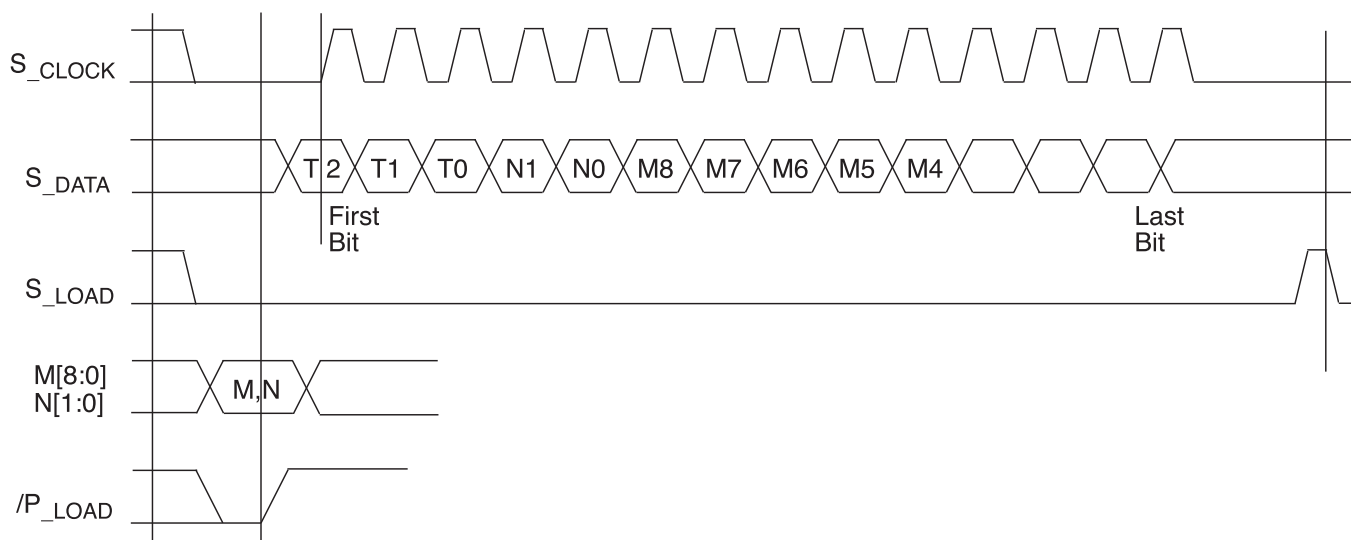 S_CLOCK
S_DATA
T2 T1 T0 N1 N0 M8 M7 M6 M5 M4
First
Bit
Last
Bit
S_LOAD
M[8:0]
N[1:0]
M,N
/P_LOAD